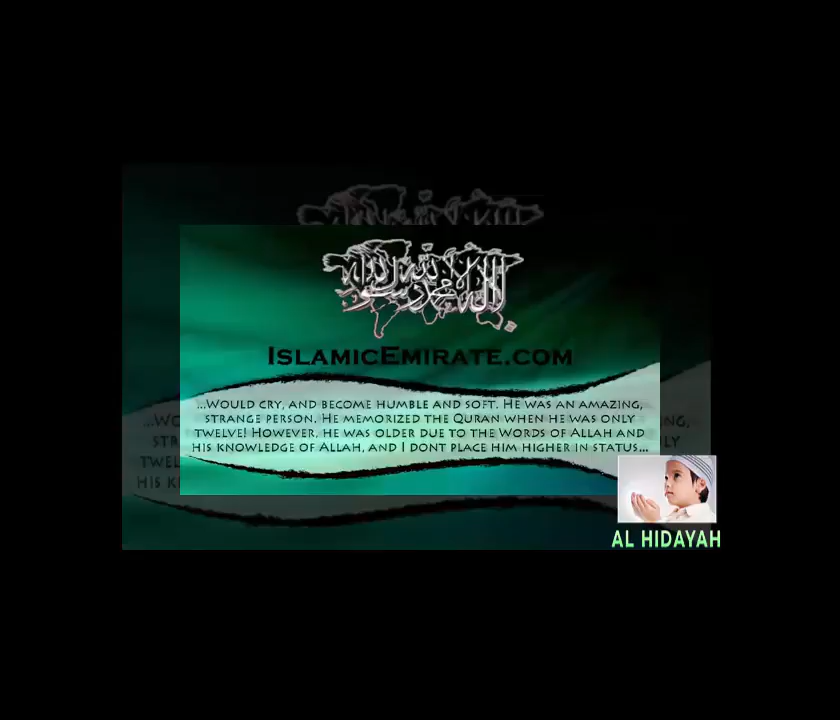 ISLAMICEMIRATE.COM
...WOULD CRY, AND BECOME HUMBLE AND SOFT. HE WAS AN AMAZING,
STRANGE PERSON. HE MEMORIZED THE QURAN WHEN HE WAS ONLY
TWELVE! HOWEVER, HE WAS OLDER DUE TO THE WORDS OF ALLAH AND
HIS KNOWLEDGE OF ALLAH, AND I DONT PLACE HIM HIGHER IN STATUS...
AL HIDAYAH